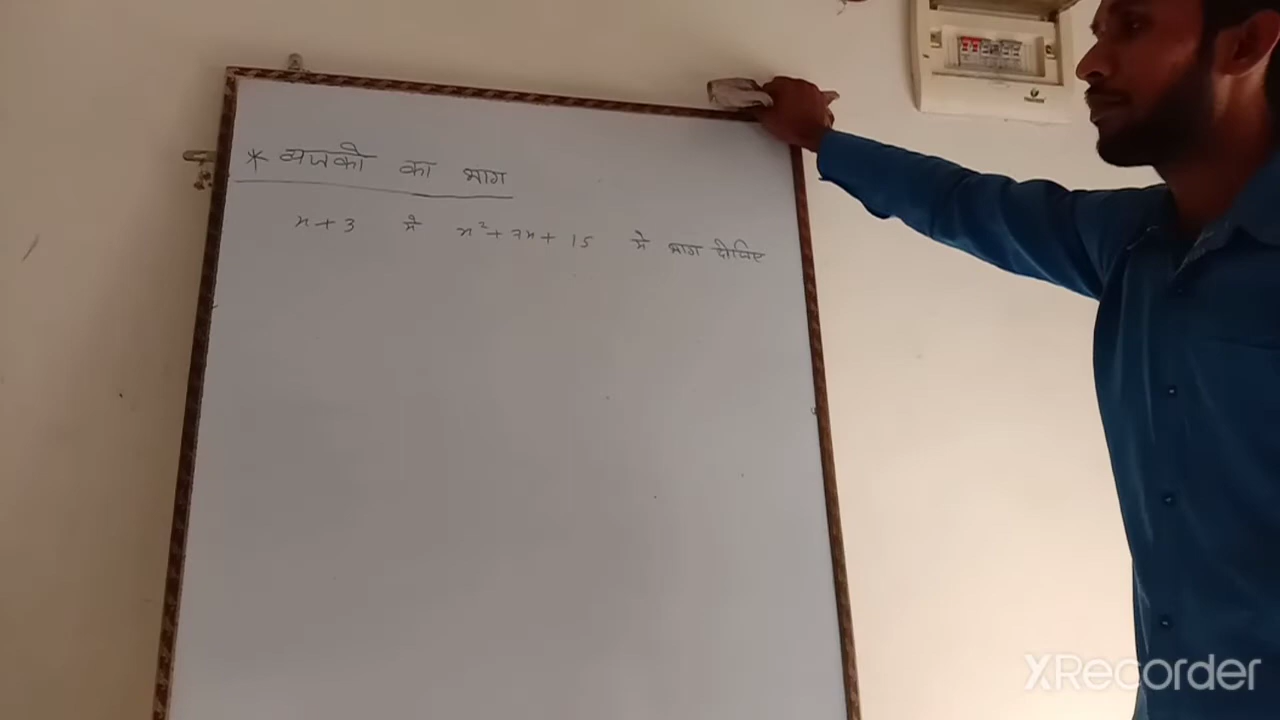 * व्यजको का भाग
x + 3 मे x² + 7x + 15 मे भाग दीजिए
XRecorder